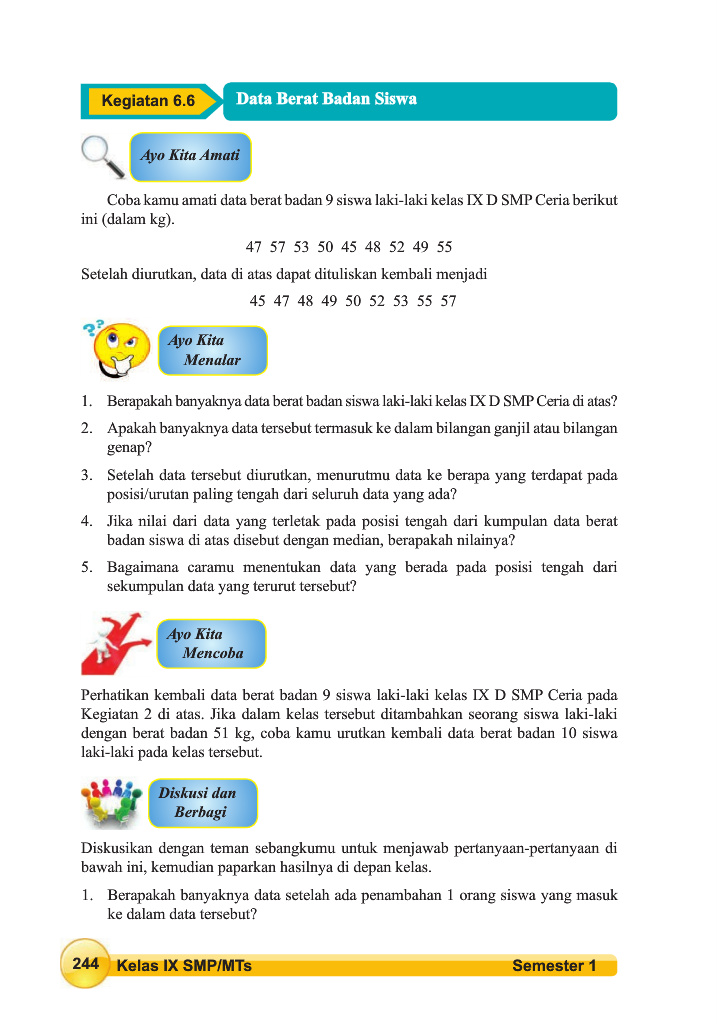 Kegiatan 6.6
Data Berat Badan Siswa
Ayo Kita Amati
Coba kamu amati data berat badan 9 siswa laki-laki kelas IX D SMP Ceria berikut
ini (dalam kg).
47 57 53 50 45 48 52 49 55
Setelah diurutkan, data di atas dapat dituliskan kembali menjadi
45 47 48 49 50 52 53 55 57
??
Ayo Kita
Menalar
1. Berapakah banyaknya data berat badan siswa laki-laki kelas IX D SMP Ceria di atas?
2. Apakah banyaknya data tersebut termasuk ke dalam bilangan ganjil atau bilangan
genap?
3. Setelah data tersebut diurutkan, menurutmu data ke berapa yang terdapat pada
posisi/urutan paling tengah dari seluruh data yang ada?
4. Jika nilai dari data yang terletak pada posisi tengah dari kumpulan data berat
badan siswa di atas disebut dengan median, berapakah nilainya?
5. Bagaimana caramu menentukan data yang berada pada posisi tengah dari
sekumpulan data yang terurut tersebut?
Ayo Kita
Mencoba
Perhatikan kembali data berat badan 9 siswa laki-laki kelas IX D SMP Ceria pada
Kegiatan 2 di atas. Jika dalam kelas tersebut ditambahkan seorang siswa laki-laki
dengan berat badan 51 kg, coba kamu urutkan kembali data berat badan 10 siswa
laki-laki pada kelas tersebut.
Diskusi dan
Berbagi
Diskusikan dengan teman sebangkumu untuk menjawab pertanyaan-pertanyaan di
bawah ini, kemudian paparkan hasilnya di depan kelas.
1. Berapakah banyaknya data setelah ada penambahan 1 orang siswa yang masuk
ke dalam data tersebut?
244 Kelas IX SMP/MTs Semester 1